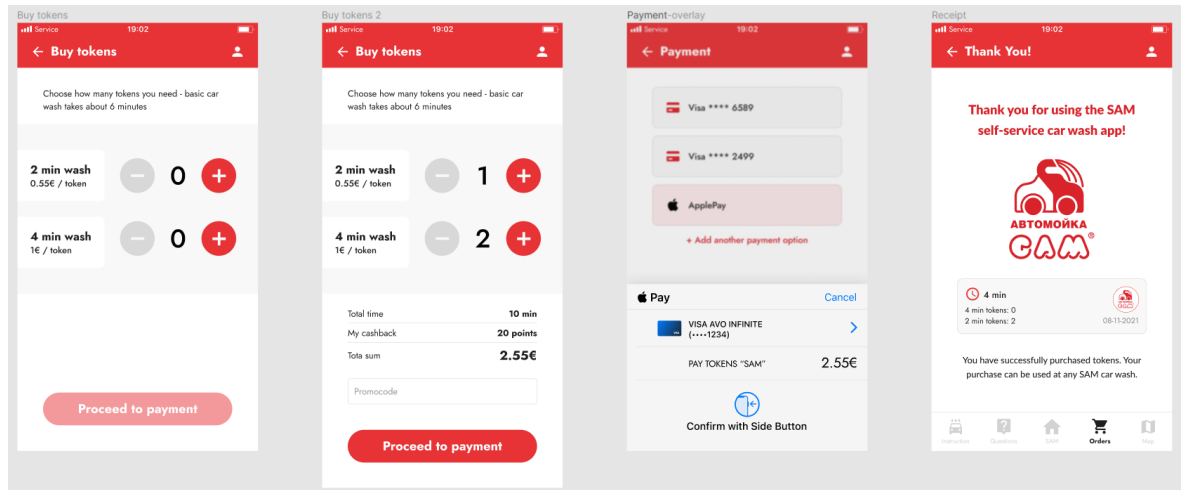 Buy tokens
Service 19:02
← Buy tokens
Choose how many tokens you need - basic car
wash takes about 6 minutes
2 min wash
0.55€ / token
− 0 +
4 min wash
1€ / token
− 0 +
Proceed to payment
Buy tokens 2
Service 19:02
← Buy tokens
Choose how many tokens you need - basic car
wash takes about 6 minutes
2 min wash
0.55€ / token
− 1 +
4 min wash
1€ / token
− 2 +
Total time 10 min
My cashback 20 points
Tota sum 2.55€
Promocode
Proceed to payment
Payment-overlay
Service 19:02
← Payment
Visa **** 6589
Visa **** 2499
ApplePay
+ Add another payment option
Pay Cancel
VISA AVO INFINITE
(····1234)
PAY TOKENS "SAM" 2.55€
Confirm with Side Button
Receipt
Service 19:02
← Thank You!
Thank you for using the SAM
self-service car wash app!
АВТОМОЙКА
САМ®
4 min
4 min tokens: 0
2 min tokens: 2
08-11-2021
You have successfully purchased tokens. Your
purchase can be used at any SAM car wash.
Instruction Questions SAM Orders Map